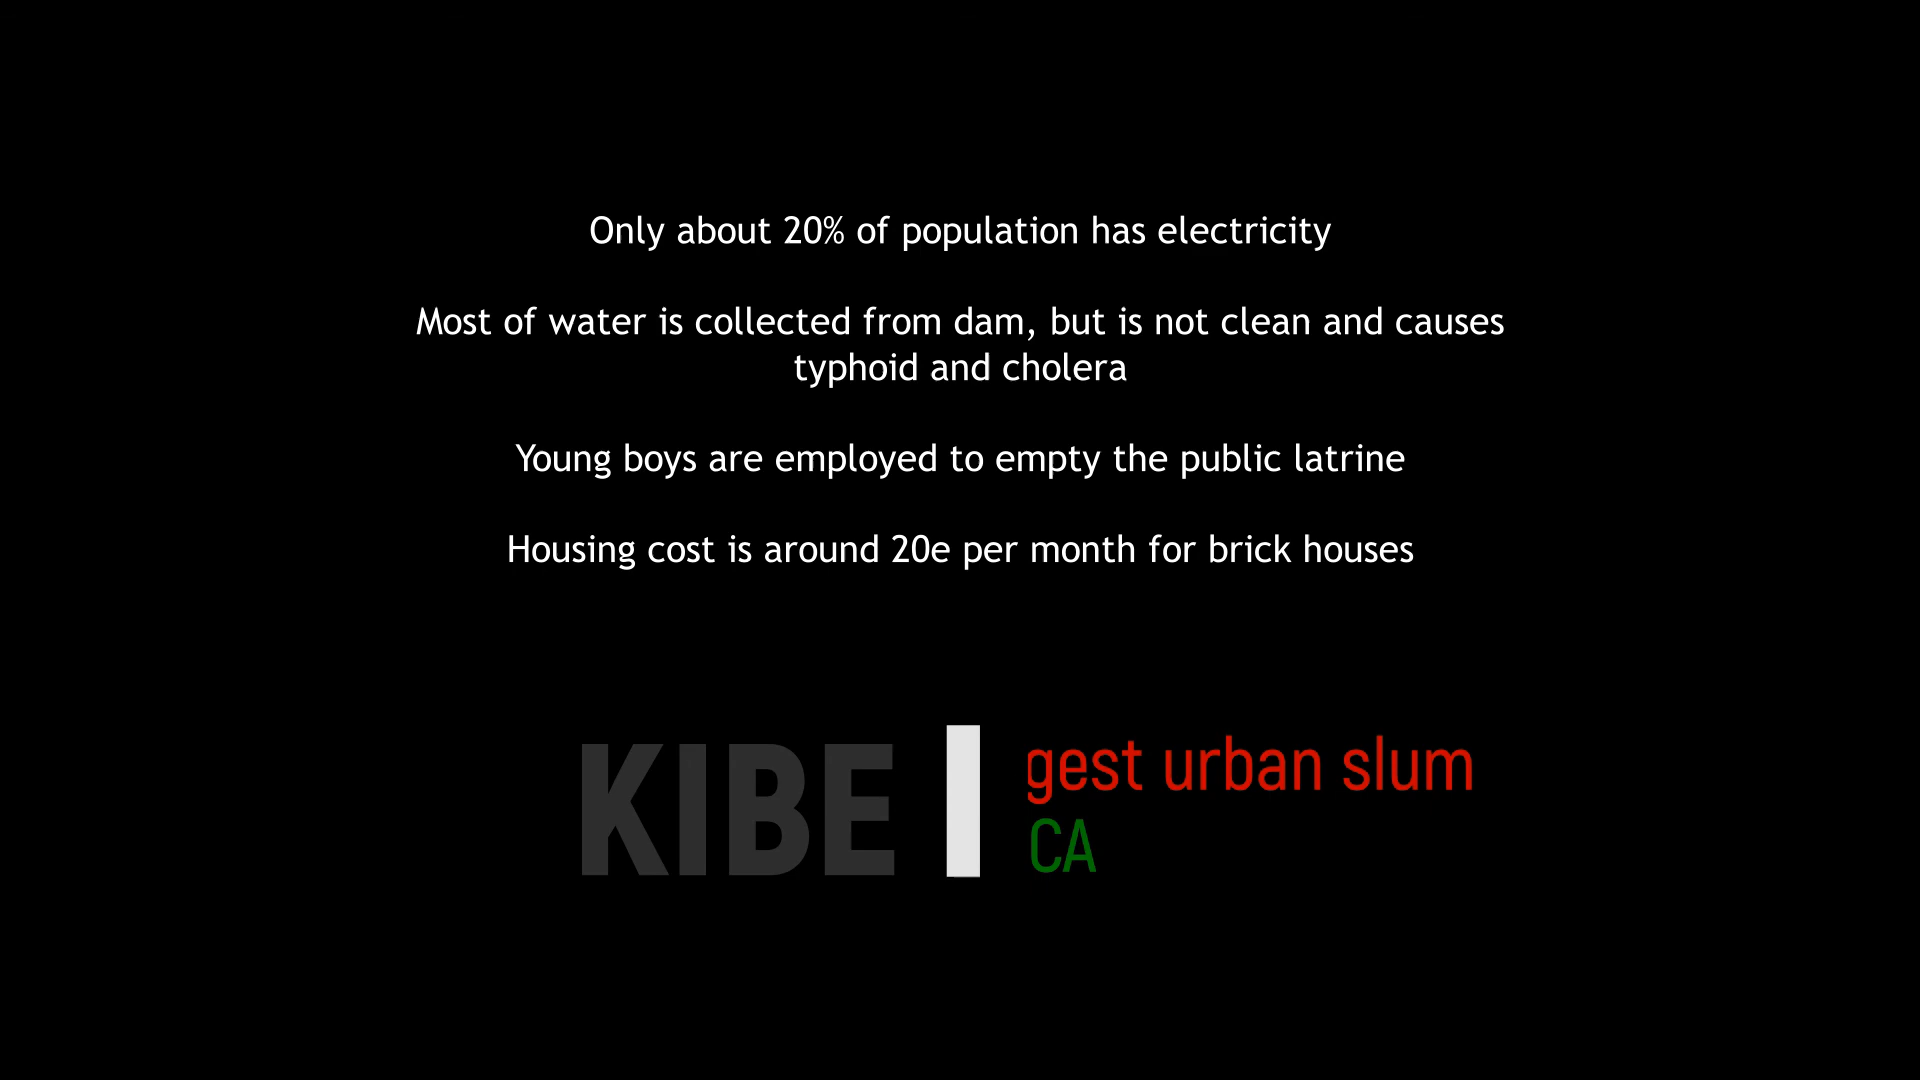 Only about 20% of population has electricity
Most of water is collected from dam, but is not clean and causes
typhoid and cholera
Young boys are employed to empty the public latrine
Housing cost is around 20e per month for brick houses
KIBE
gest urban slum
CA